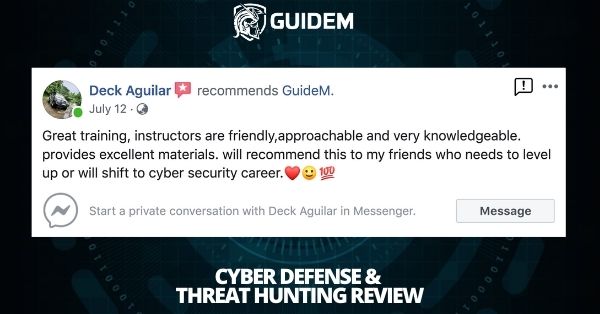 GUIDEM
Deck Aguilar recommends GuideM.
July 12 ·
Great training, instructors are friendly,approachable and very knowledgeable.
provides excellent materials. will recommend this to my friends who needs to level
up or will shift to cyber security career.❤️🙂💯
Start a private conversation with Deck Aguilar in Messenger.
Message
CYBER DEFENSE &
THREAT HUNTING REVIEW